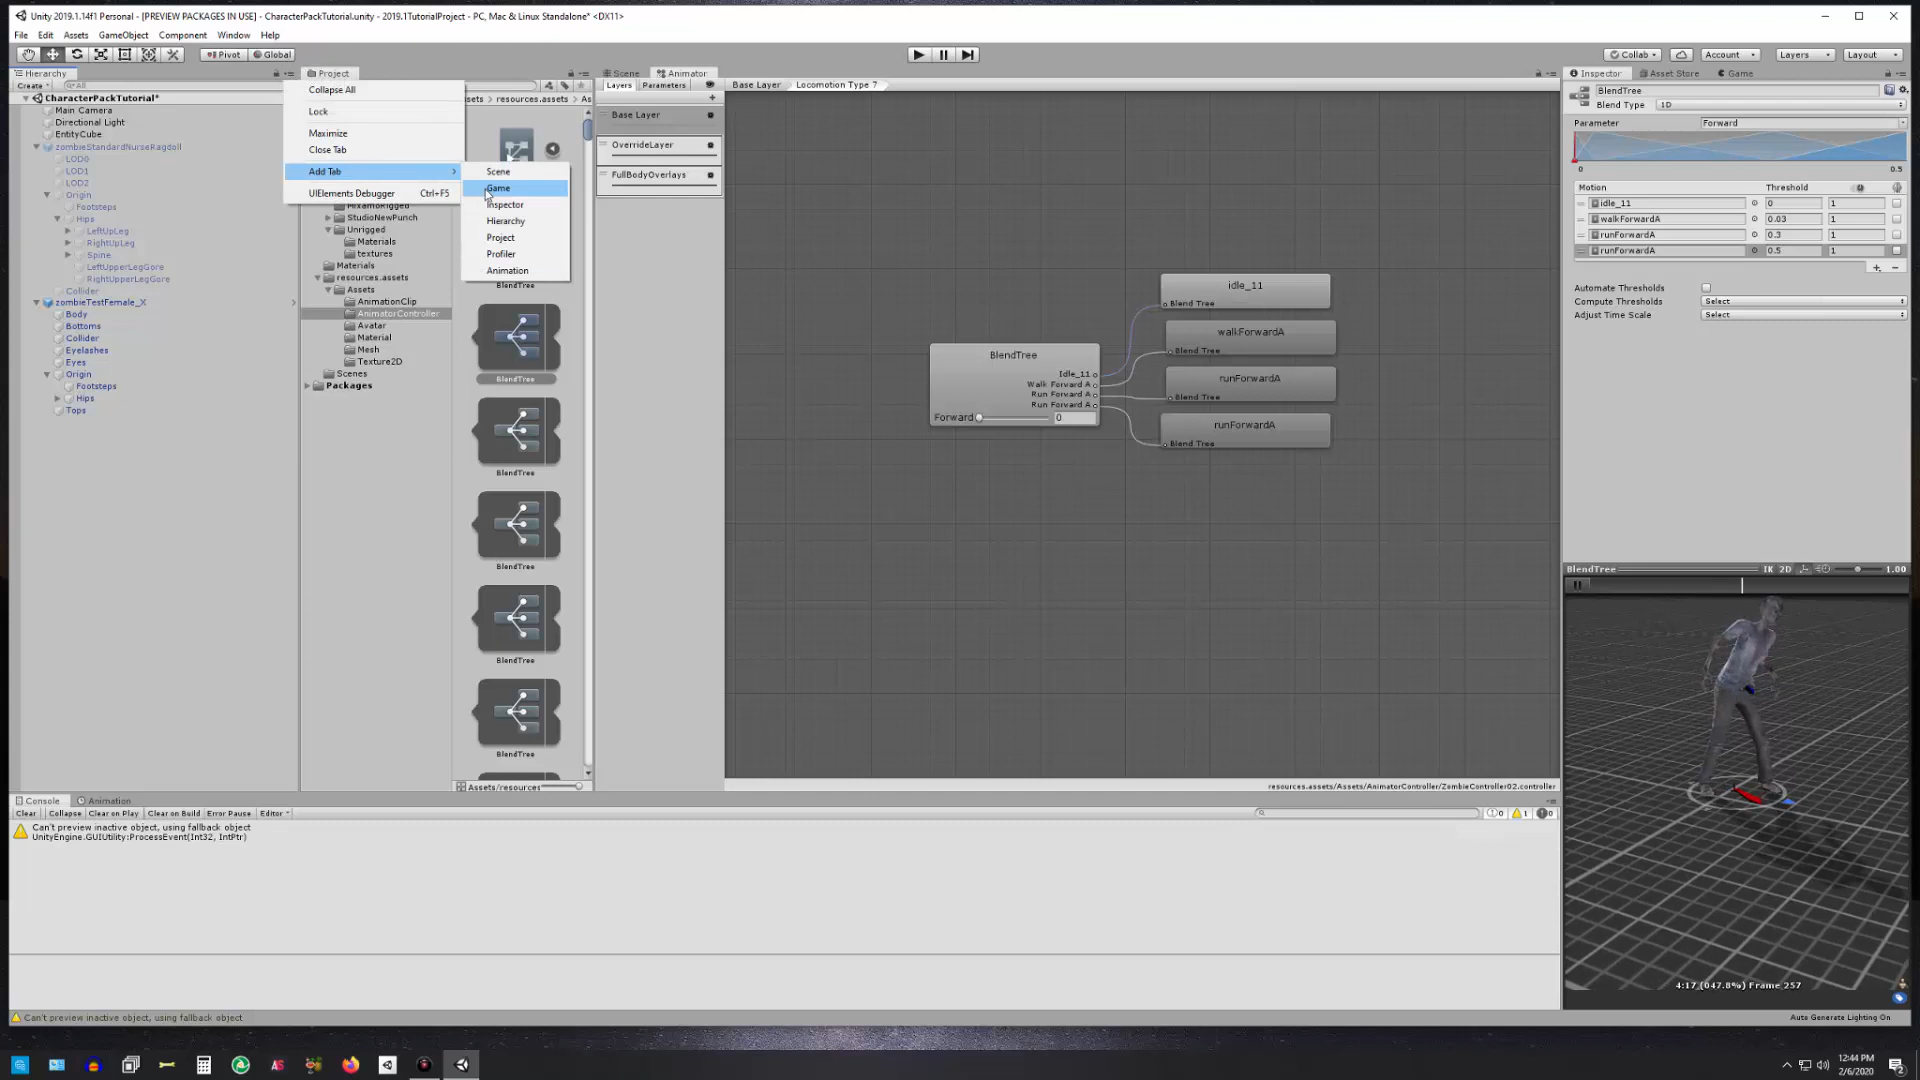 Unity 2019.1.14f1 Personal - [PREVIEW PACKAGES IN USE] - CharacterPackTutorial.unity - 2019.1TutorialProject - PC, Mac & Linux Standalone* <DX11>
File Edit Assets GameObject Component Window Help
Pivot Global
Collab Account Layers Layout
Hierarchy
Create All
CharacterPackTutorial*
Main Camera
Directional Light
EntityCube
zombieStandardNurseRagdoll
LOD0
LOD1
LOD2
Origin
Footsteps
Hips
LeftUpLeg
RightUpLeg
Spine
LeftUpperLegGore
RightUpperLegGore
Collider
zombieTestFemale_X
Body
Bottoms
Collider
Eyelashes
Eyes
Origin
Footsteps
Hips
Tops
Project
Collapse All
Lock
Maximize
Close Tab
Add Tab
UIElements Debugger Ctrl+F5
Scene
Game
Inspector
Hierarchy
Project
Profiler
Animation
sets resources.assets As
MixamoRigged
StudioNewPunch
Unrigged
Materials
textures
Materials
resources.assets
Assets
AnimationClip
AnimatorController
Avatar
Material
Mesh
Texture2D
Scenes
Packages
BlendTree
BlendTree
BlendTree
BlendTree
BlendTree
BlendTree
Assets/resources
Scene Animator
Layers Parameters Base Layer Locomotion Type 7
Base Layer
OverrideLayer
FullBodyOverlays
BlendTree
Idle_11
Walk Forward A
Run Forward A
Run Forward A
Forward 0
idle_11
Blend Tree
walkForwardA
Blend Tree
runForwardA
Blend Tree
runForwardA
Blend Tree
resources.assets/Assets/AnimatorController/ZombieController02.controller
Inspector Asset Store Game
BlendTree
Blend Type 1D
Parameter Forward
0 0.5
Motion Threshold
idle_11 0 1
walkForwardA 0.03 1
runForwardA 0.3 1
runForwardA 0.5 1
+ -
Automate Thresholds
Compute Thresholds Select
Adjust Time Scale Select
BlendTree IK 2D 1.00
4:17 (047.8%) Frame 257
Console Animation
Clear Collapse Clear on Play Clear on Build Error Pause Editor
0 1 0
Can't preview inactive object, using fallback object
UnityEngine.GUIUtility:ProcessEvent(Int32, IntPtr)
Can't preview inactive object, using fallback object
Auto Generate Lighting On
12:44 PM
2/6/2020